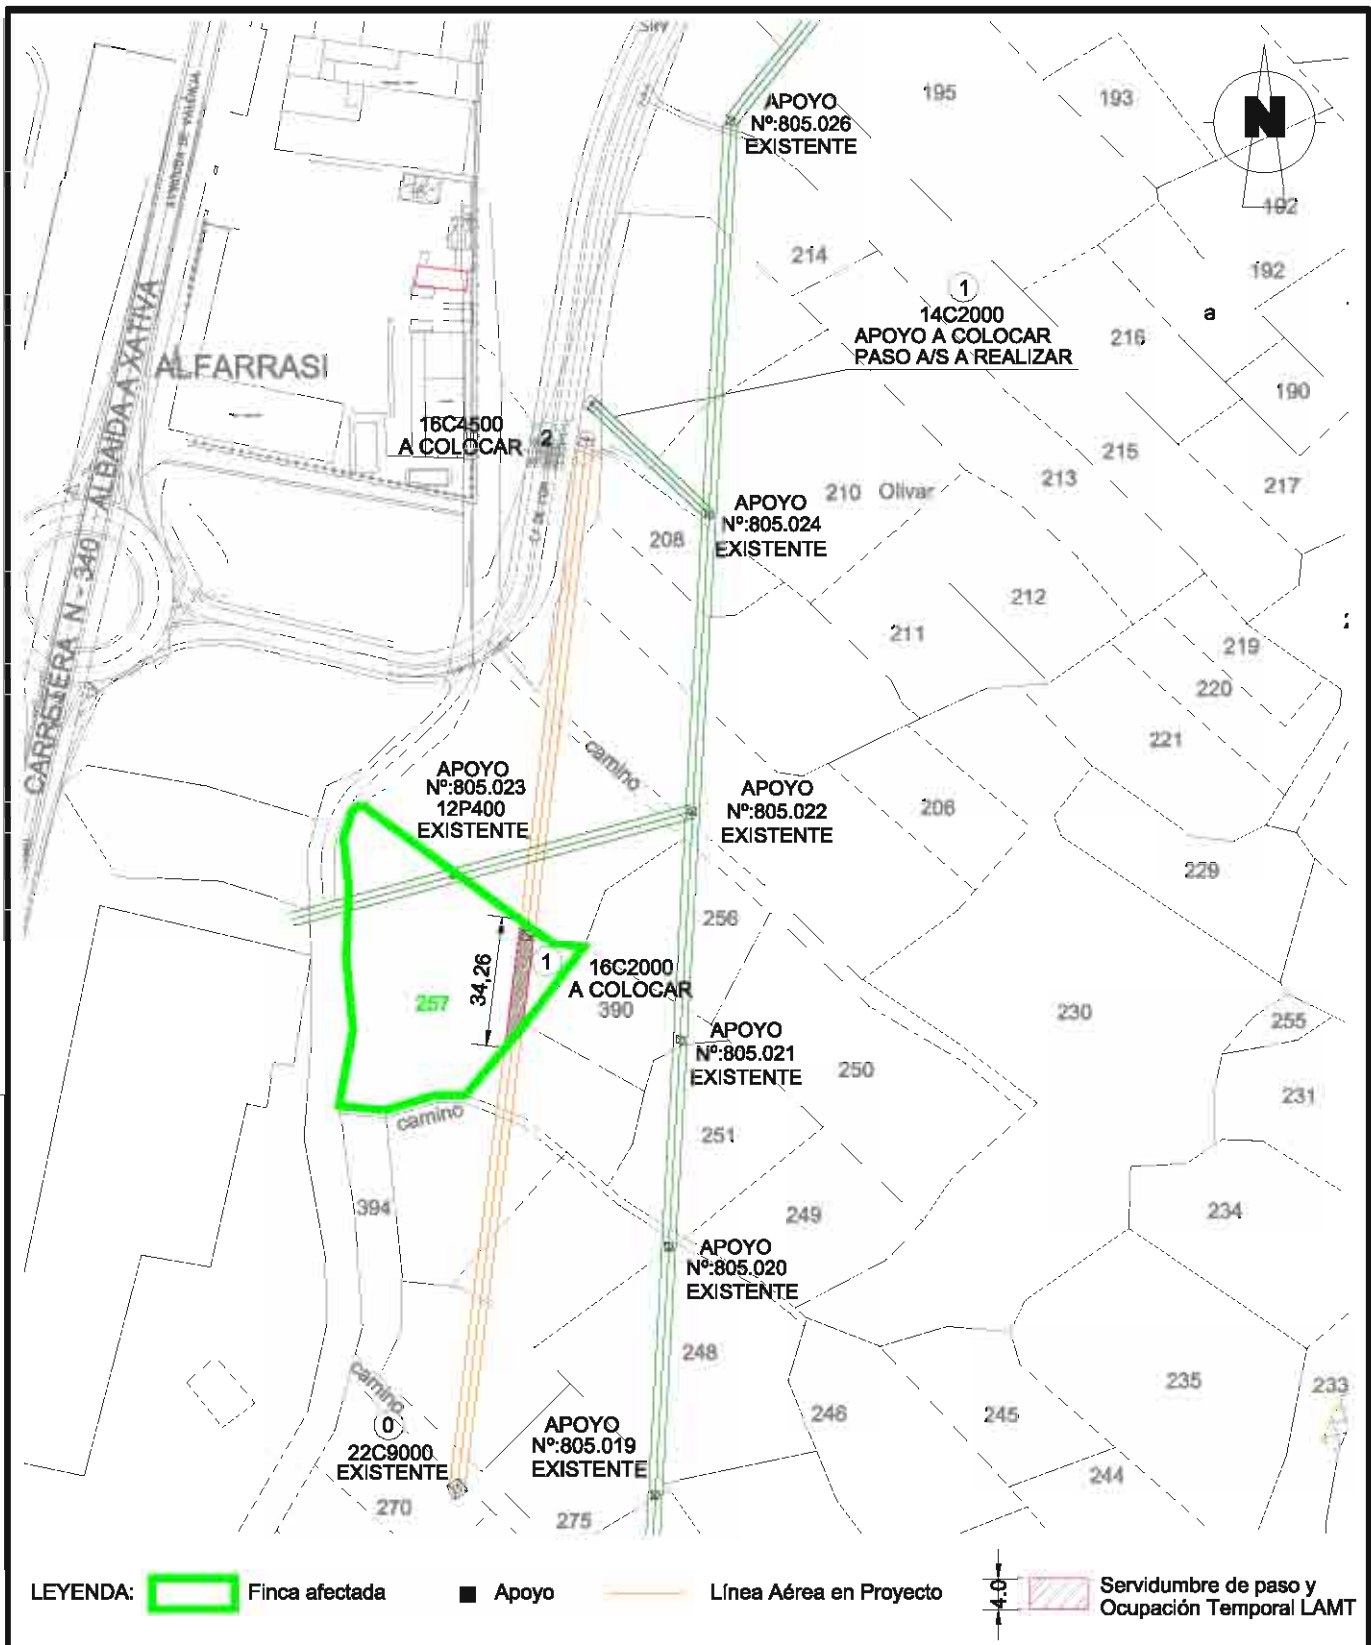 APOYO
Nº:805.026
EXISTENTE
195
193
N
192
192
214
a
1
14C2000
APOYO A COLOCAR
PASO A/S A REALIZAR
216
190
AVINGUDA DE VALENCIA
ALFARRASI
CARRETERA N - 340 ALBAIDA A XATIVA
16C4500
A COLOCAR
2
215
213
217
210 Olivar
APOYO
Nº:805.024
EXISTENTE
208
212
211
219
220
221
camino
APOYO
Nº:805.023
12P400
EXISTENTE
APOYO
Nº:805.022
EXISTENTE
206
229
256
34,26
1
16C2000
A COLOCAR
257
390
230
255
APOYO
Nº:805.021
EXISTENTE
250
231
camino
251
394
249
234
APOYO
Nº:805.020
EXISTENTE
248
camino
235
233
246
245
0
22C9000
EXISTENTE
APOYO
Nº:805.019
EXISTENTE
244
270
275
LEYENDA:
Finca afectada
Apoyo
Línea Aérea en Proyecto
4.0
Servidumbre de paso y
Ocupación Temporal LAMT